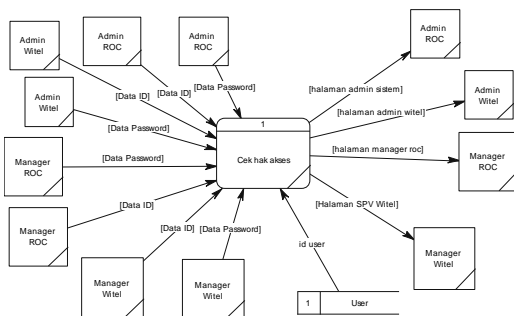 Admin
ROC
Admin
ROC
Admin
ROC
Admin
Witel
[Data ID]
[Data ID]
[Data Password]
[halaman admin sistem]
Admin
Witel
Admin
Witel
[Data Password]
[halaman admin witel]
1
Manager
ROC
[Data Password]
Cek hak akses
[halaman manager roc]
Manager
ROC
Manager
ROC
[Data ID]
[Data ID]
[Data Password]
[Halaman SPV Witel]
id user
Manager
Witel
Manager
Witel
Manager
Witel
1
User